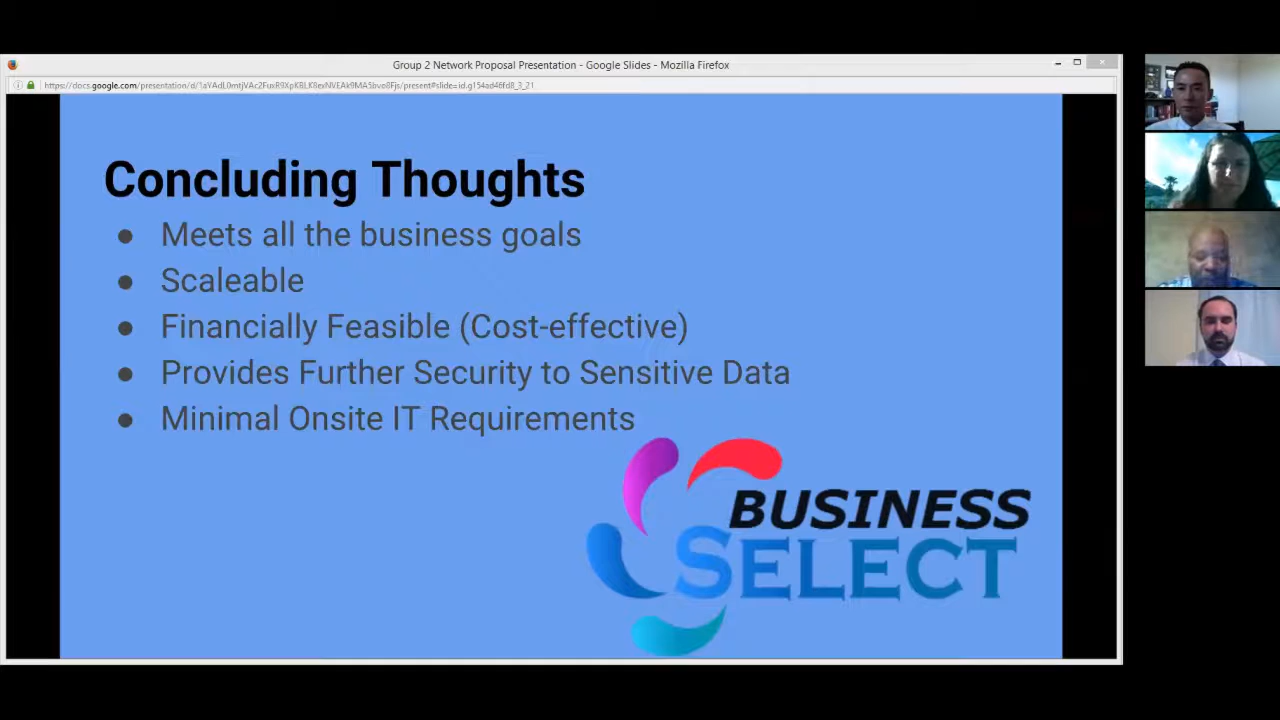 Group 2 Network Proposal Presentation - Google Slides - Mozilla Firefox
Concluding Thoughts
● Meets all the business goals
● Scaleable
● Financially Feasible (Cost-effective)
● Provides Further Security to Sensitive Data
● Minimal Onsite IT Requirements
BUSINESS
SELECT